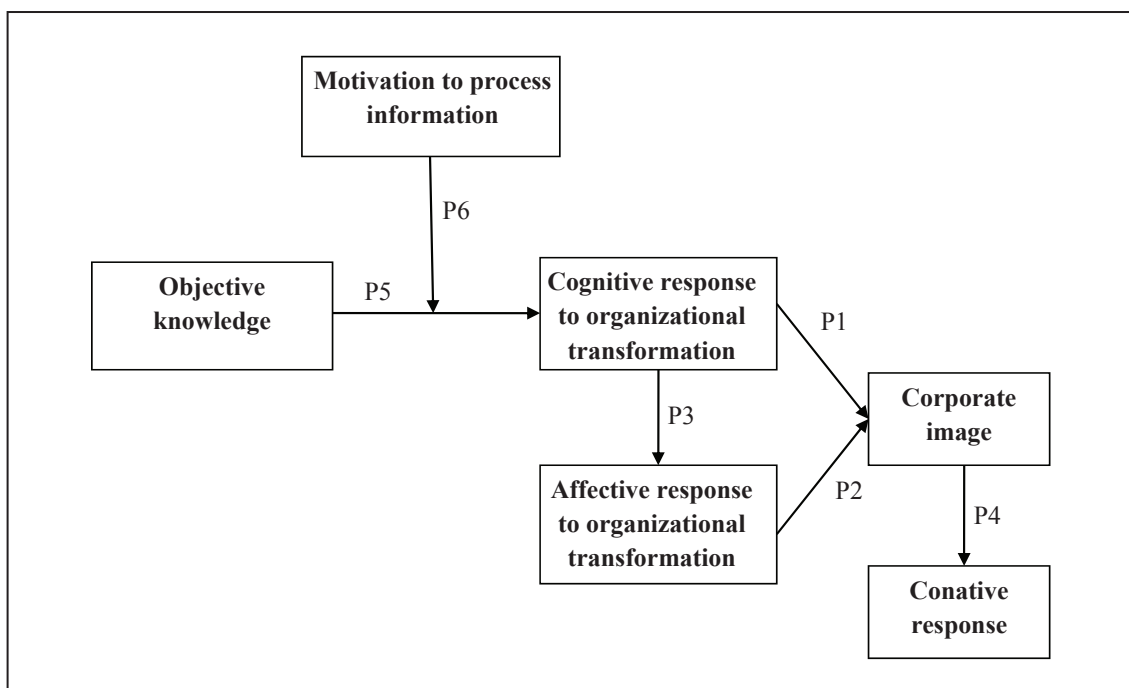 Motivation to process
information
P6
Objective
knowledge
P5
Cognitive response
to organizational
transformation
P1
P3
Corporate
image
Affective response
to organizational
transformation
P2
P4
Conative
response